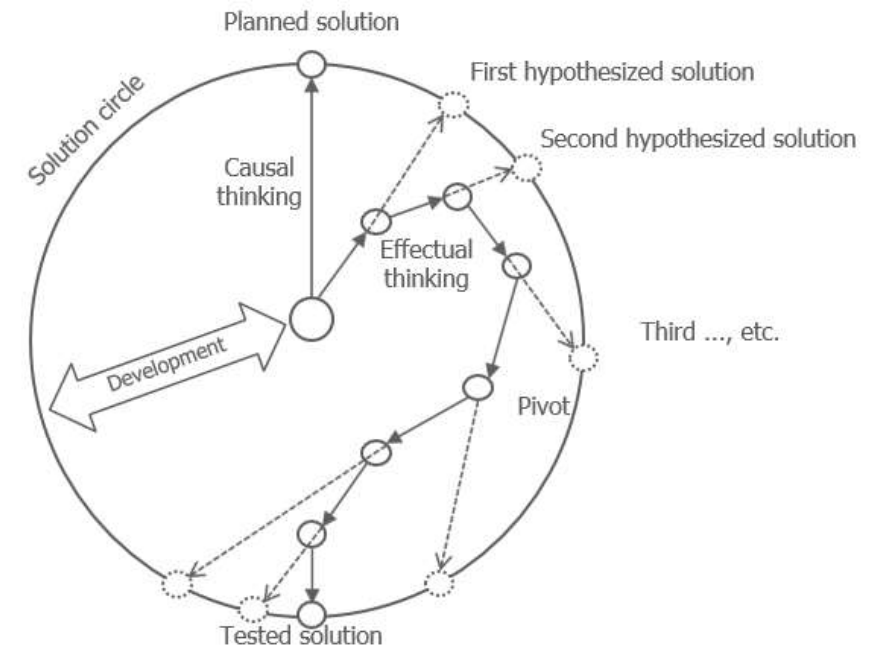 Planned solution
First hypothesized solution
Solution circle
Second hypothesized solution
Causal
thinking
Effectual
thinking
Third ..., etc.
Development
Pivot
Tested solution